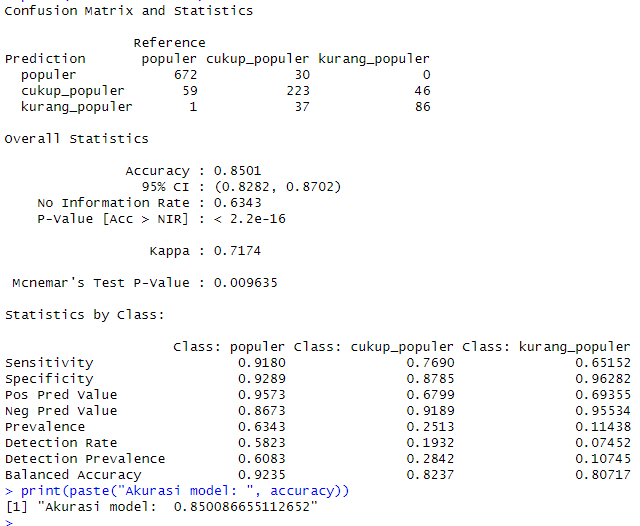 Confusion Matrix and Statistics
Reference
Prediction populer cukup_populer kurang_populer
populer 672 30 0
cukup_populer 59 223 46
kurang_populer 1 37 86
Overall Statistics
Accuracy : 0.8501
95% CI : (0.8282, 0.8702)
No Information Rate : 0.6343
P-Value [Acc > NIR] : < 2.2e-16
Kappa : 0.7174
Mcnemar's Test P-Value : 0.009635
Statistics by Class:
Class: populer Class: cukup_populer Class: kurang_populer
Sensitivity 0.9180 0.7690 0.65152
Specificity 0.9289 0.8785 0.96282
Pos Pred Value 0.9573 0.6799 0.69355
Neg Pred Value 0.8673 0.9189 0.95534
Prevalence 0.6343 0.2513 0.11438
Detection Rate 0.5823 0.1932 0.07452
Detection Prevalence 0.6083 0.2842 0.10745
Balanced Accuracy 0.9235 0.8237 0.80717
> print(paste("Akurasi model: ", accuracy))
[1] "Akurasi model:  0.850086655112652"
>